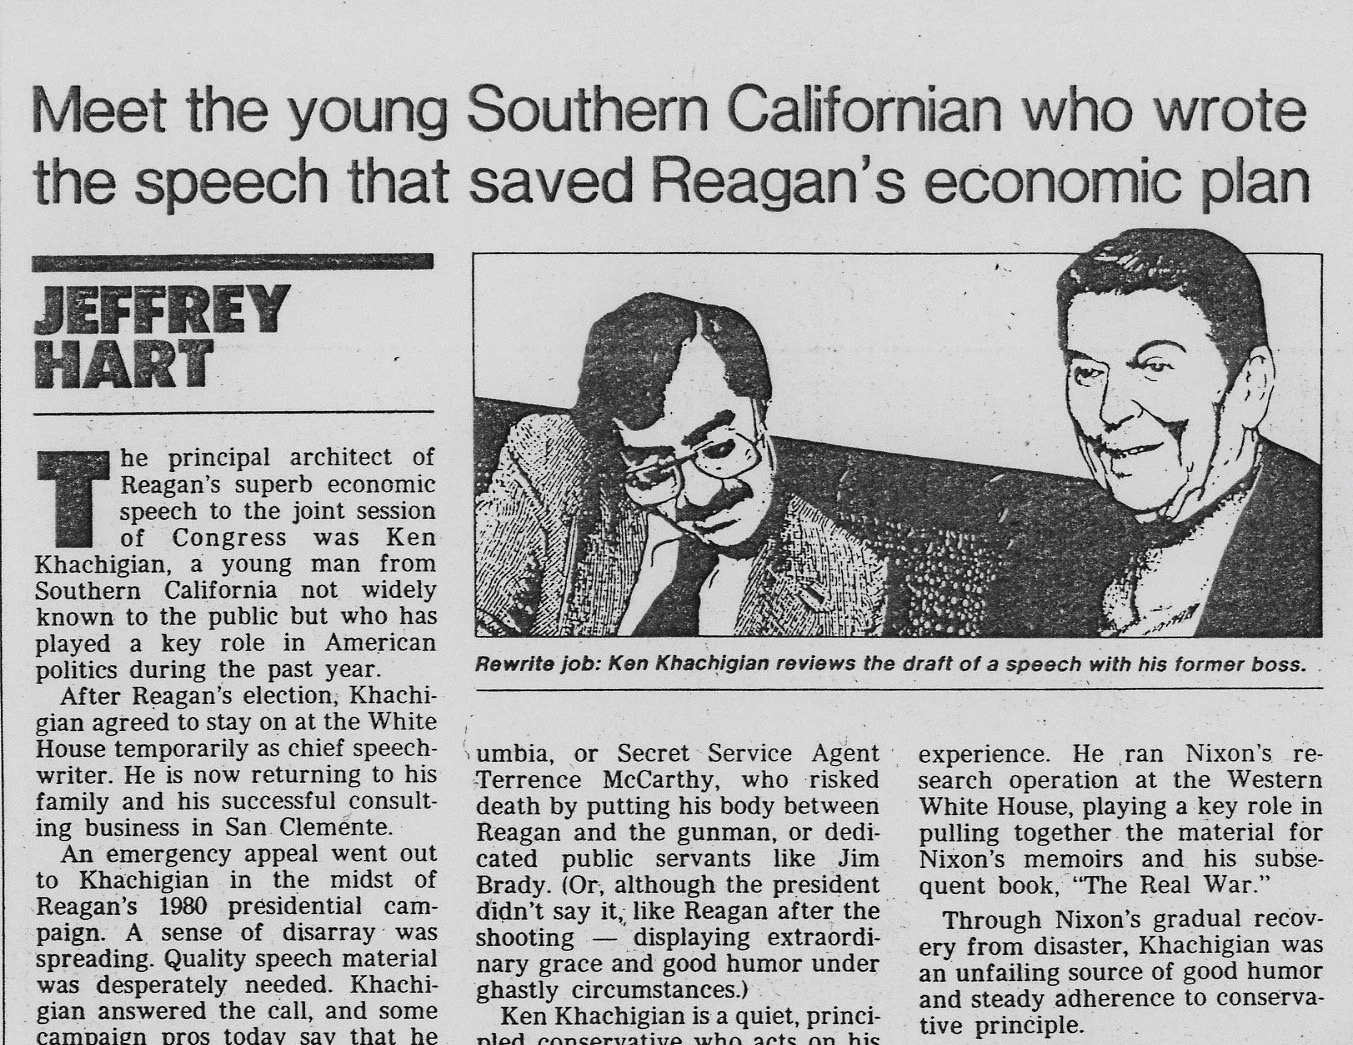 Meet the young Southern Californian who wrote
the speech that saved Reagan's economic plan
JEFFREY
HART
The principal architect of
Reagan's superb economic
speech to the joint session
of Congress was Ken
Khachigian, a young man from
Southern California not widely
known to the public but who has
played a key role in American
politics during the past year.
After Reagan's election, Khachi-
gian agreed to stay on at the White
House temporarily as chief speech-
writer. He is now returning to his
family and his successful consult-
ing business in San Clemente.
An emergency appeal went out
to Khachigian in the midst of
Reagan's 1980 presidential cam-
paign. A sense of disarray was
spreading. Quality speech material
was desperately needed. Khachi-
gian answered the call, and some
campaign pros today say that he
Rewrite job: Ken Khachigian reviews the draft of a speech with his former boss.
umbia, or Secret Service Agent
Terrence McCarthy, who risked
death by putting his body between
Reagan and the gunman, or dedi-
cated public servants like Jim
Brady. (Or, although the president
didn't say it, like Reagan after the
shooting — displaying extraordi-
nary grace and good humor under
ghastly circumstances.)
Ken Khachigian is a quiet, princi-
pled conservative who acts on his
experience. He ran Nixon's re-
search operation at the Western
White House, playing a key role in
pulling together the material for
Nixon's memoirs and his subse-
quent book, "The Real War."
Through Nixon's gradual recov-
ery from disaster, Khachigian was
an unfailing source of good humor
and steady adherence to conserva-
tive principle.